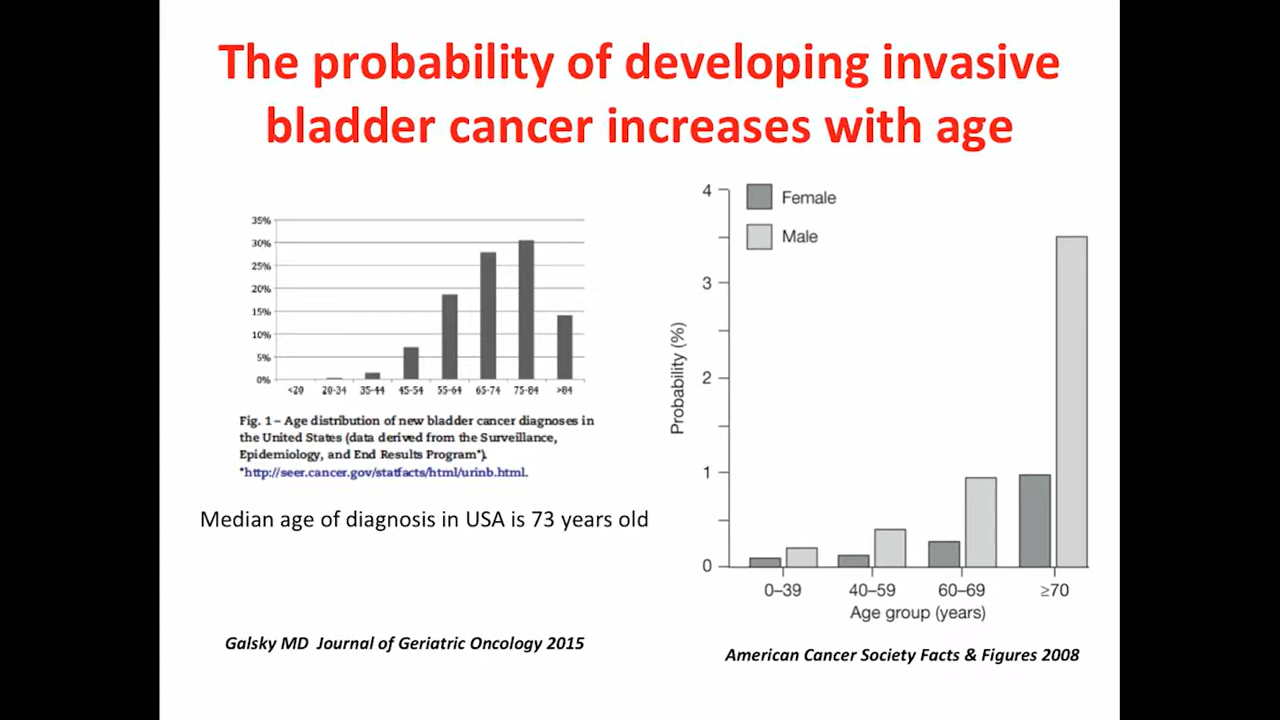 The probability of developing invasive
bladder cancer increases with age
35%
30%
25%
20%
15%
10%
5%
0%
<20 20-34 35-44 45-54 55-64 65-74 75-84 >84
Fig. 1 – Age distribution of new bladder cancer diagnoses in
the United States (data derived from the Surveillance,
Epidemiology, and End Results Program*).
*http://seer.cancer.gov/statfacts/html/urinb.html.
Median age of diagnosis in USA is 73 years old
Galsky MD Journal of Geriatric Oncology 2015
Female
Male
Probability (%)
4
3
2
1
0
0–39 40–59 60–69 ≥70
Age group (years)
American Cancer Society Facts & Figures 2008